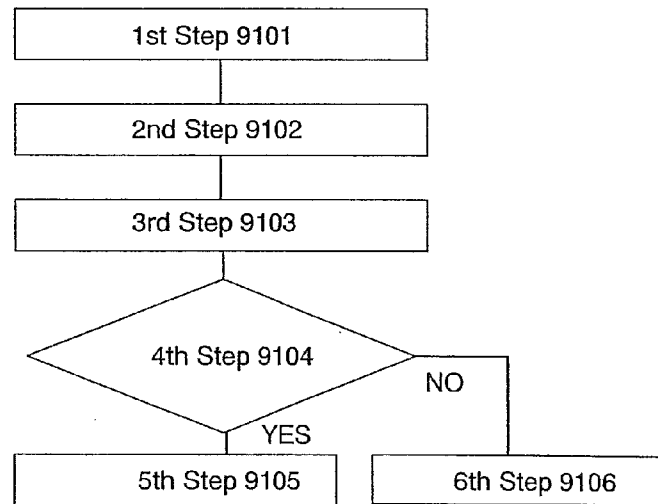 1st Step 9101
2nd Step 9102
3rd Step 9103
4th Step 9104
NO
YES
5th Step 9105
6th Step 9106